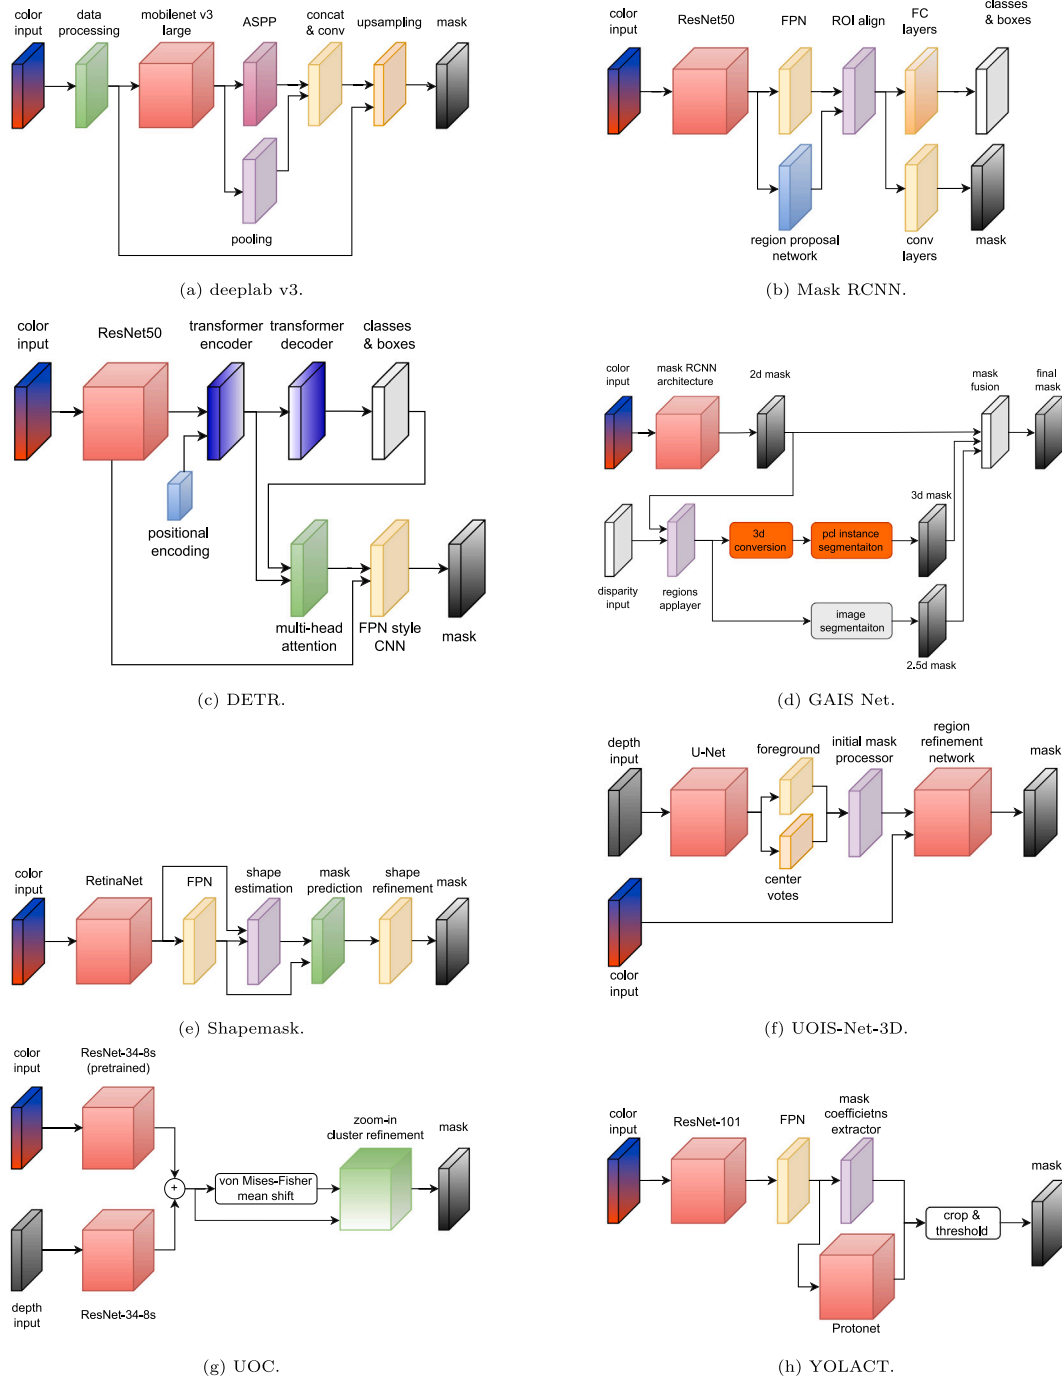 color
input
data
processing
mobilenet v3
large
ASPP
concat
& conv
upsampling
mask
pooling
(a) deeplab v3.
color
input
ResNet50
FPN
ROI align
FC
layers
classes
& boxes
region proposal
network
conv
layers
mask
(b) Mask RCNN.
color
input
ResNet50
transformer
encoder
transformer
decoder
classes
& boxes
positional
encoding
multi-head
attention
FPN style
CNN
mask
(c) DETR.
color
input
mask RCNN
architecture
2d mask
mask
fusion
final
mask
3d mask
3d
conversion
pcl instance
segmentaiton
disparity
input
regions
applayer
image
segmentaiton
2.5d mask
(d) GAIS Net.
color
input
RetinaNet
FPN
shape
estimation
mask
prediction
shape
refinement
mask
(e) Shapemask.
depth
input
U-Net
foreground
initial mask
processor
region
refinement
network
mask
center
votes
color
input
(f) UOIS-Net-3D.
color
input
ResNet-34-8s
(pretrained)
zoom-in
cluster refinement
mask
+
von Mises-Fisher
mean shift
depth
input
ResNet-34-8s
(g) UOC.
color
input
ResNet-101
FPN
mask
coefficietns
extractor
mask
crop &
threshold
Protonet
(h) YOLACT.